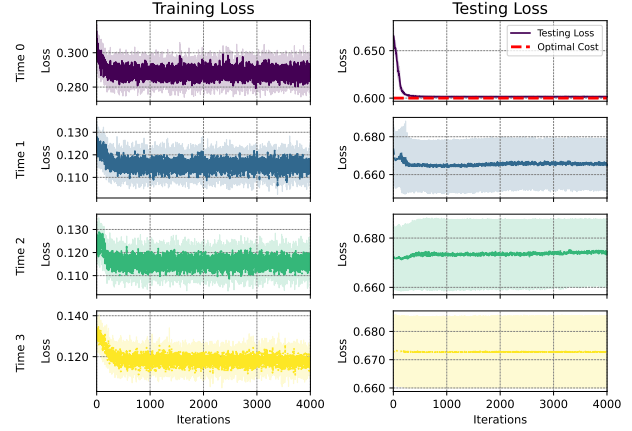 Training Loss
Testing Loss
Time 0
Loss
0.300
0.280
Loss
0.650
0.600
Testing Loss
Optimal Cost
Time 1
Loss
0.130
0.120
0.110
Loss
0.680
0.660
Time 2
Loss
0.130
0.120
0.110
Loss
0.680
0.660
Time 3
Loss
0.140
0.120
Loss
0.680
0.670
0.660
0 1000 2000 3000 4000
Iterations
0 1000 2000 3000 4000
Iterations